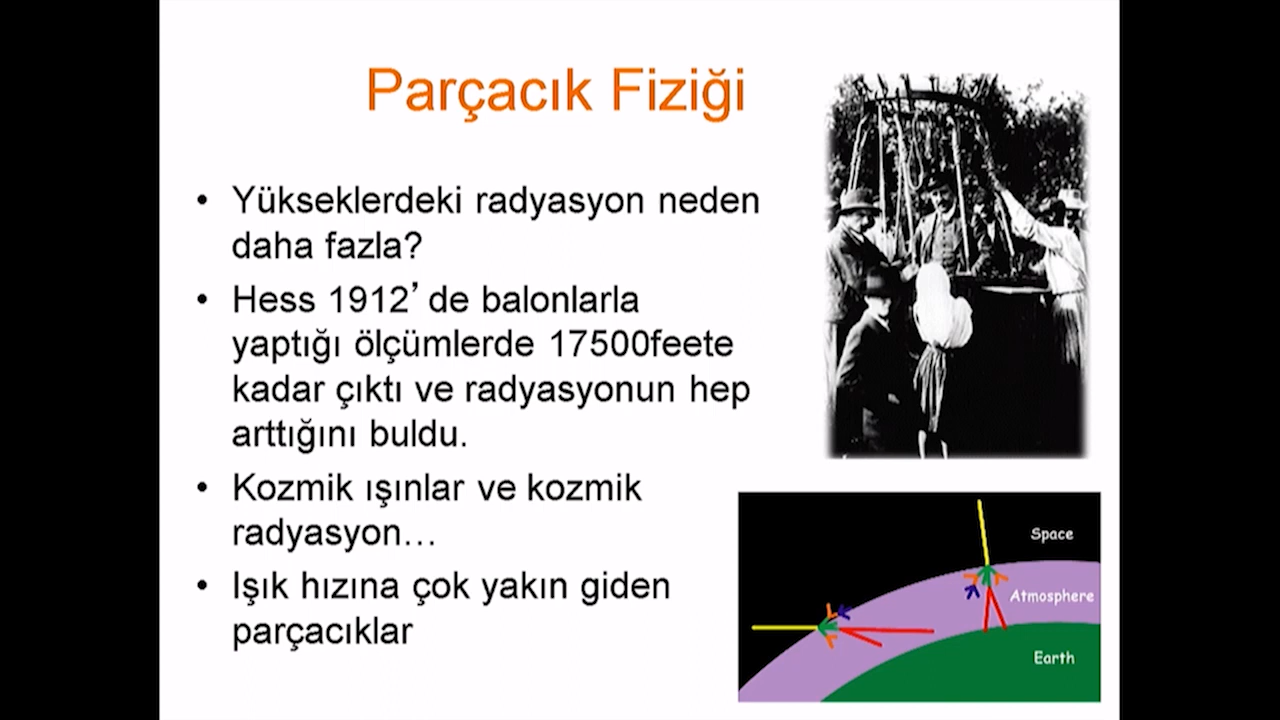 Parçacık Fiziği
• Yükseklerdeki radyasyon neden
daha fazla?
• Hess 1912’ de balonlarla
yaptığı ölçümlerde 17500feete
kadar çıktı ve radyasyonun hep
arttığını buldu.
• Kozmik ışınlar ve kozmik
radyasyon…
• Işık hızına çok yakın giden
parçacıklar
Space
Atmosphere
Earth